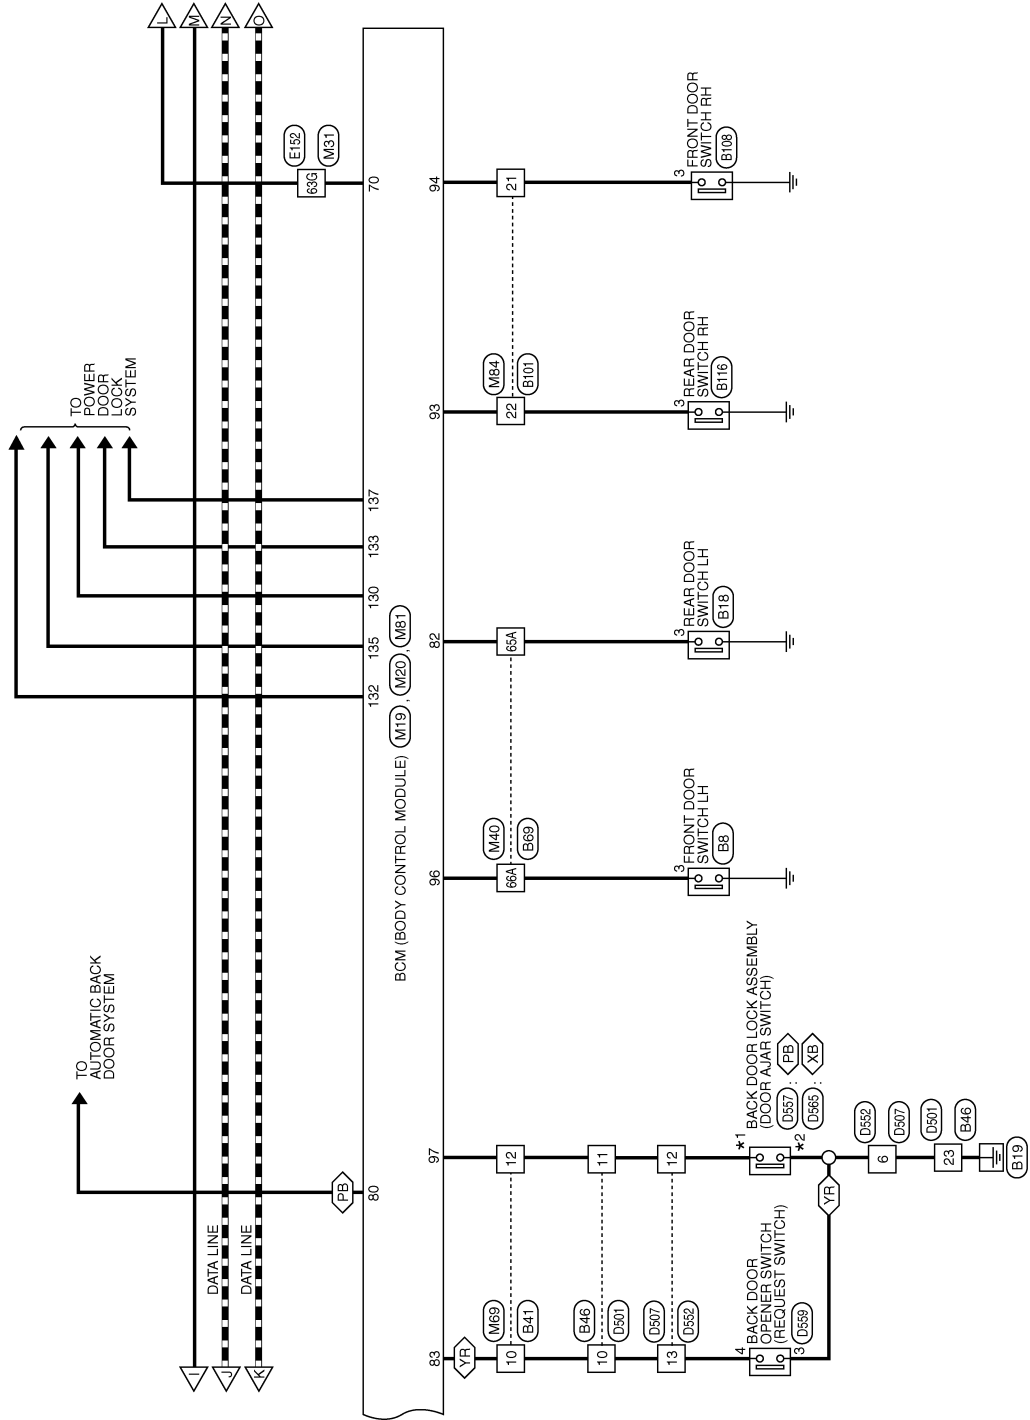 L
M
N
O
I
J
K
DATA LINE
DATA LINE
TO
AUTOMATIC BACK
DOOR SYSTEM
TO
POWER
DOOR
LOCK
SYSTEM
E152
M31
63G
PB
80
132
135
130
133
137
70
BCM (BODY CONTROL MODULE) M19 , M20 , M81
83
97
96
82
93
94
YR
M69
B41
10
12
B46
D501
10
11
D507
D552
13
12
M40
B69
66A
65A
M84
B101
22
21
4
BACK DOOR
OPENER SWITCH
(REQUEST SWITCH)
3
D559
YR
*1
BACK DOOR LOCK ASSEMBLY
(DOOR AJAR SWITCH)
D557 : PB
D565 : XB
*2
D552
D507
6
D501
B46
23
B19
3
FRONT DOOR
SWITCH LH
B8
3
REAR DOOR
SWITCH LH
B18
3
REAR DOOR
SWITCH RH
B116
3
FRONT DOOR
SWITCH RH
B108